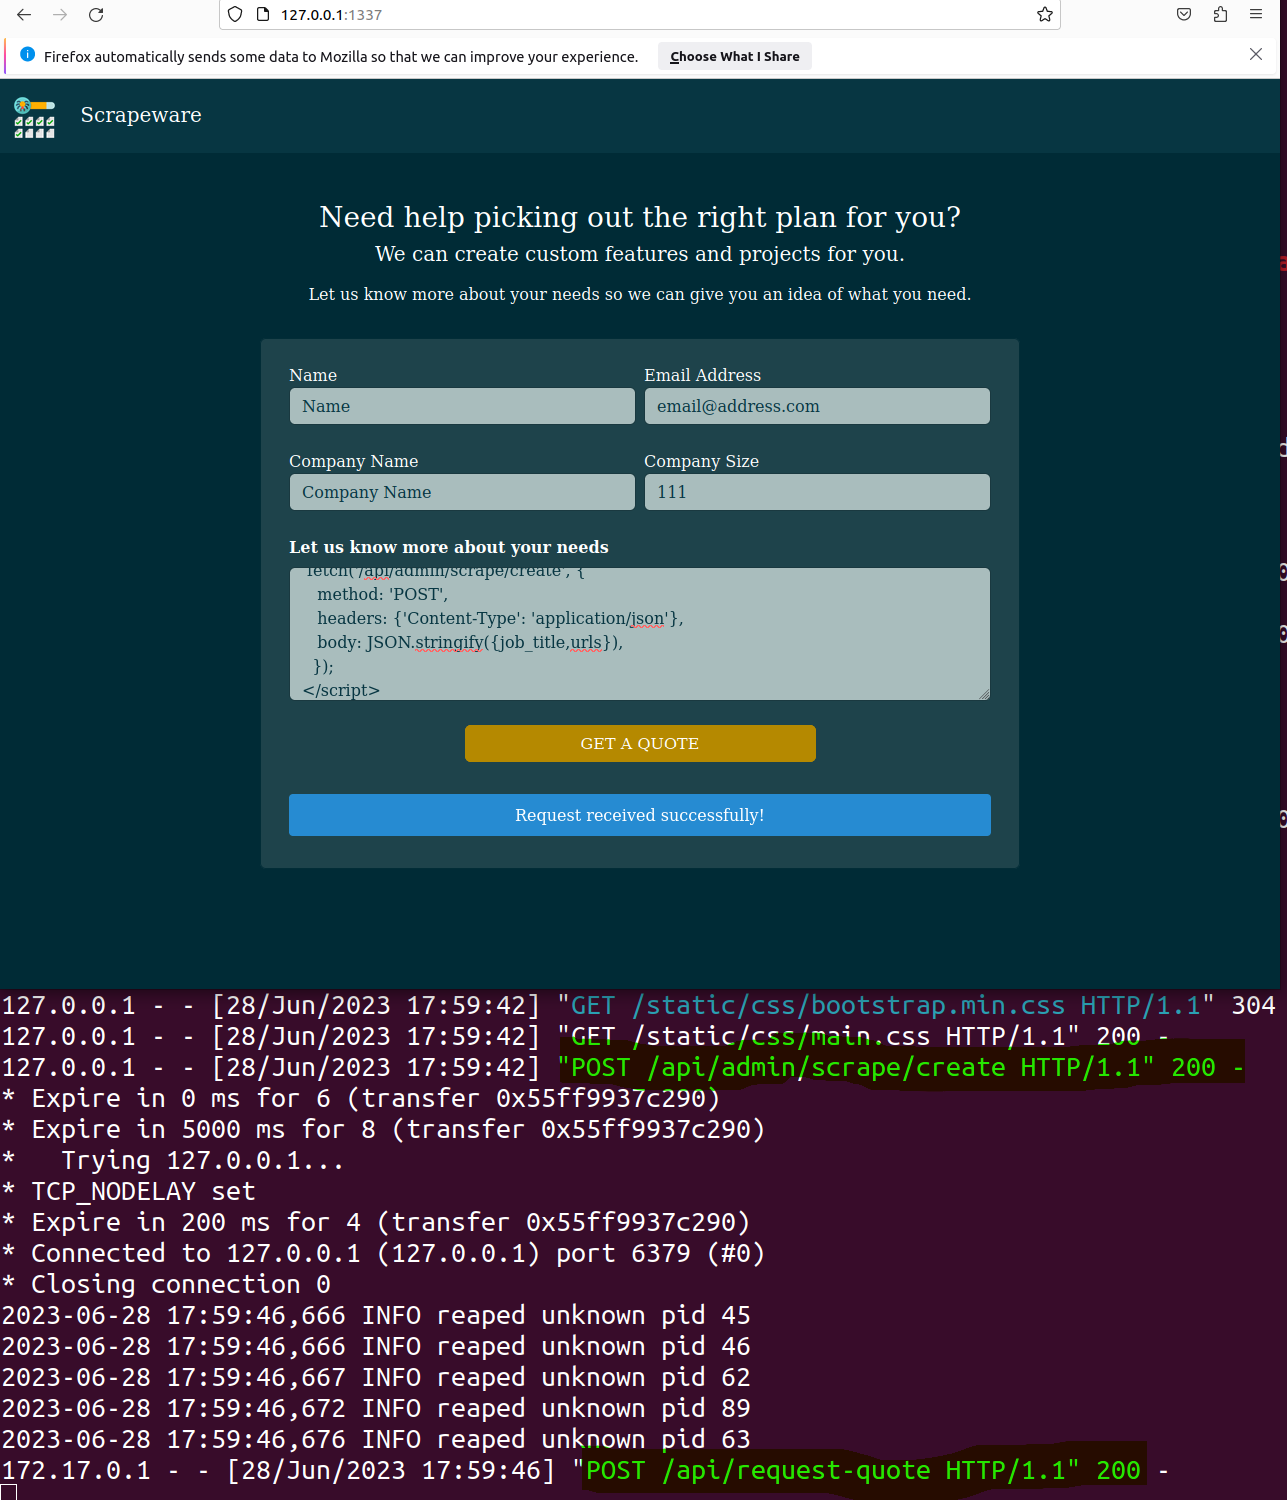 127.0.0.1:1337
Firefox automatically sends some data to Mozilla so that we can improve your experience. Choose What I Share
Scrapeware
Need help picking out the right plan for you?
We can create custom features and projects for you.
Let us know more about your needs so we can give you an idea of what you need.
Name Email Address
Name email@address.com
Company Name Company Size
Company Name 111
Let us know more about your needs
fetch('/api/admin/scrape/create', {
method: 'POST',
headers: {'Content-Type': 'application/json'},
body: JSON.stringify({job_title,urls}),
});
</script>
GET A QUOTE
Request received successfully!
127.0.0.1 - - [28/Jun/2023 17:59:42] "GET /static/css/bootstrap.min.css HTTP/1.1" 304
127.0.0.1 - - [28/Jun/2023 17:59:42] "GET /static/css/main.css HTTP/1.1" 200 -
127.0.0.1 - - [28/Jun/2023 17:59:42] "POST /api/admin/scrape/create HTTP/1.1" 200 -
* Expire in 0 ms for 6 (transfer 0x55ff9937c290)
* Expire in 5000 ms for 8 (transfer 0x55ff9937c290)
*   Trying 127.0.0.1...
* TCP_NODELAY set
* Expire in 200 ms for 4 (transfer 0x55ff9937c290)
* Connected to 127.0.0.1 (127.0.0.1) port 6379 (#0)
* Closing connection 0
2023-06-28 17:59:46,666 INFO reaped unknown pid 45
2023-06-28 17:59:46,666 INFO reaped unknown pid 46
2023-06-28 17:59:46,667 INFO reaped unknown pid 62
2023-06-28 17:59:46,672 INFO reaped unknown pid 89
2023-06-28 17:59:46,676 INFO reaped unknown pid 63
172.17.0.1 - - [28/Jun/2023 17:59:46] "POST /api/request-quote HTTP/1.1" 200 -